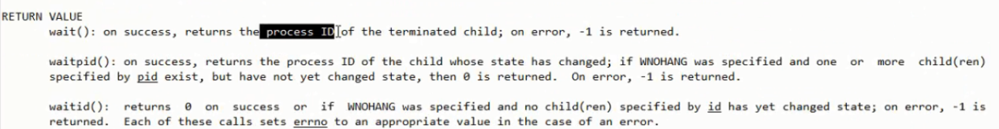 RETURN VALUE
wait(): on success, returns the process ID of the terminated child; on error, -1 is returned.
waitpid(): on success, returns the process ID of the child whose state has changed; if WNOHANG was specified and one or more child(ren)
specified by pid exist, but have not yet changed state, then 0 is returned. On error, -1 is returned.
waitid(): returns 0 on success or if WNOHANG was specified and no child(ren) specified by id has yet changed state; on error, -1 is
returned. Each of these calls sets errno to an appropriate value in the case of an error.